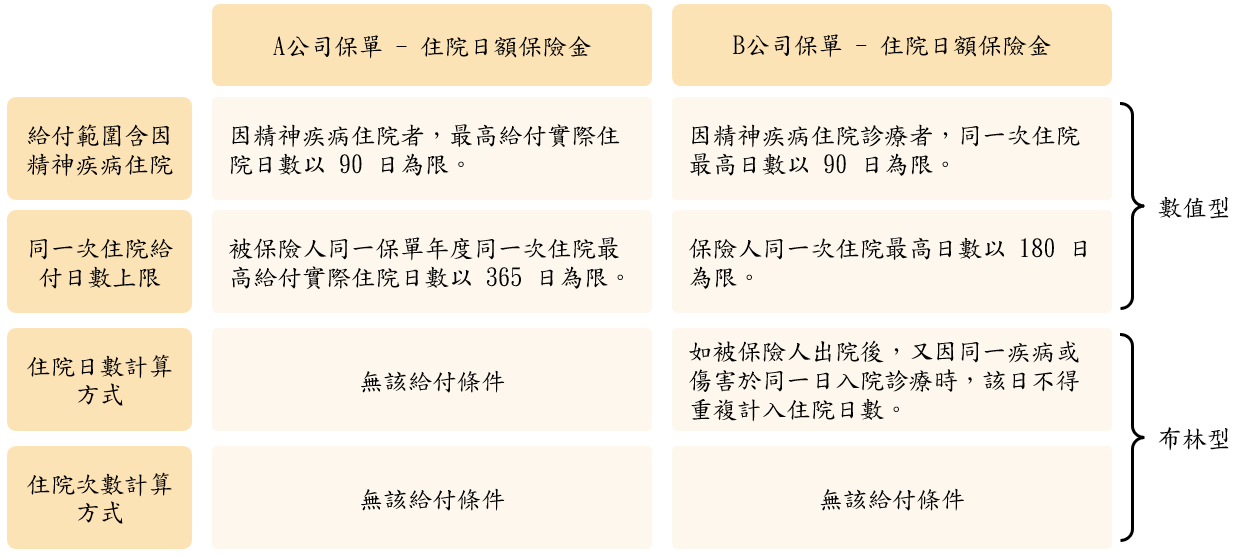 A公司保單 - 住院日額保險金
B公司保單 - 住院日額保險金
給付範圍含因
精神疾病住院
因精神疾病住院者，最高給付實際住
院日數以 90 日為限。
因精神疾病住院診療者，同一次住院
最高日數以 90 日為限。
數值型
同一次住院給
付日數上限
被保險人同一保單年度同一次住院最
高給付實際住院日數以 365 日為限。
保險人同一次住院最高日數以 180 日
為限。
住院日數計算
方式
無該給付條件
如被保險人出院後，又因同一疾病或
傷害於同一日入院診療時，該日不得
重複計入住院日數。
布林型
住院次數計算
方式
無該給付條件
無該給付條件